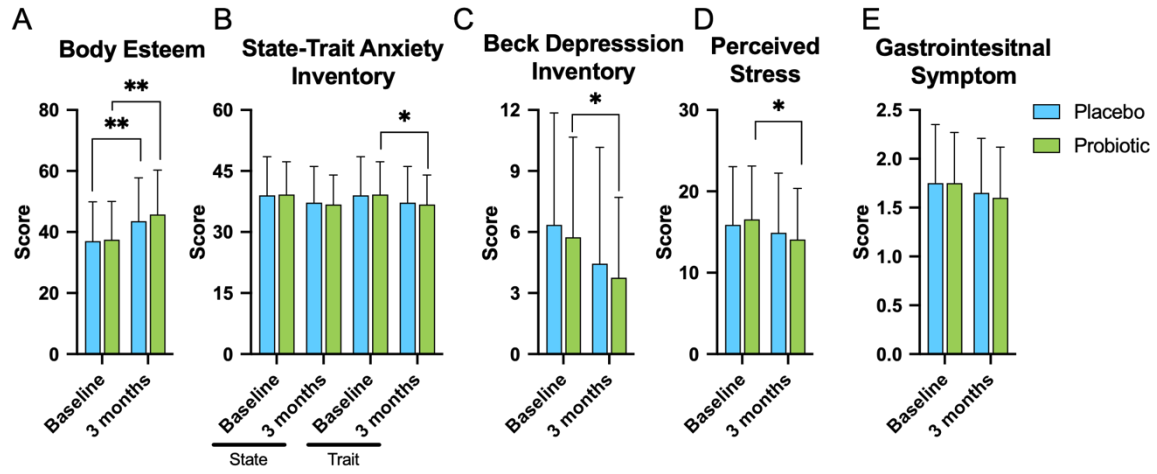 A
Body Esteem
**
**
Score
80
60
40
20
0
Baseline
3 months
B
State-Trait Anxiety
Inventory
*
Score
60
45
30
15
0
Baseline
3 months
Baseline
3 months
State
Trait
C
Beck Depresssion
Inventory
*
Score
12
9
6
3
0
Baseline
3 months
D
Perceived
Stress
*
Score
30
20
10
0
Baseline
3 months
E
Gastrointesitnal
Symptom
Score
2.5
2.0
1.5
1.0
0.5
0.0
Baseline
3 months
Placebo
Probiotic